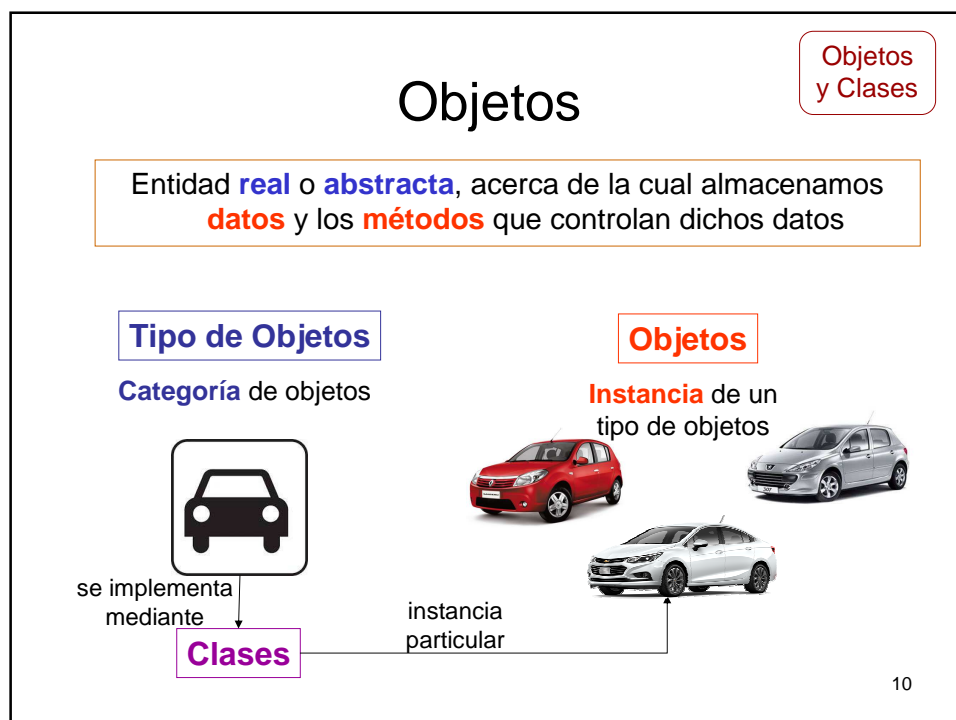 Objetos
y Clases
Objetos
Entidad real o abstracta, acerca de la cual almacenamos
datos y los métodos que controlan dichos datos
Tipo de Objetos
Categoría de objetos
Objetos
Instancia de un
tipo de objetos
307
se implementa
mediante
Clases
instancia
particular
10